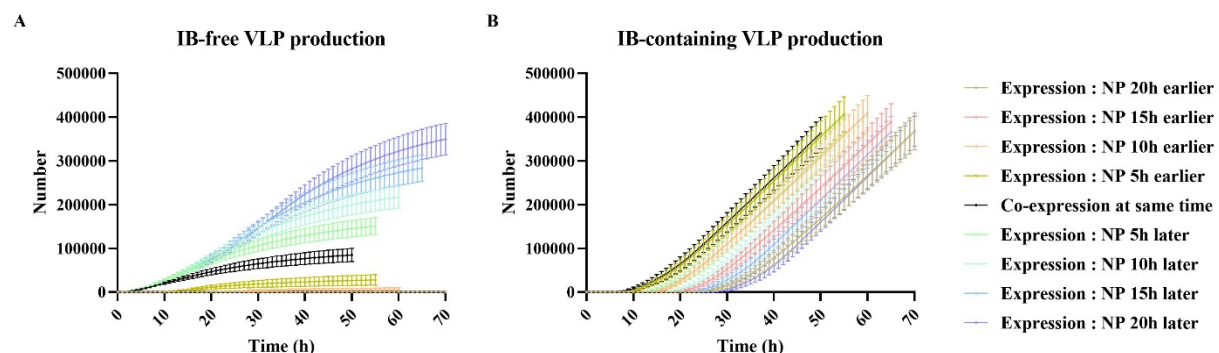 A
IB-free VLP production
500000
400000
300000
200000
100000
0
Number
0 10 20 30 40 50 60 70
Time (h)
B
IB-containing VLP production
500000
400000
300000
200000
100000
0
Number
0 10 20 30 40 50 60 70
Time (h)
Expression : NP 20h earlier
Expression : NP 15h earlier
Expression : NP 10h earlier
Expression : NP 5h earlier
Co-expression at same time
Expression : NP 5h later
Expression : NP 10h later
Expression : NP 15h later
Expression : NP 20h later